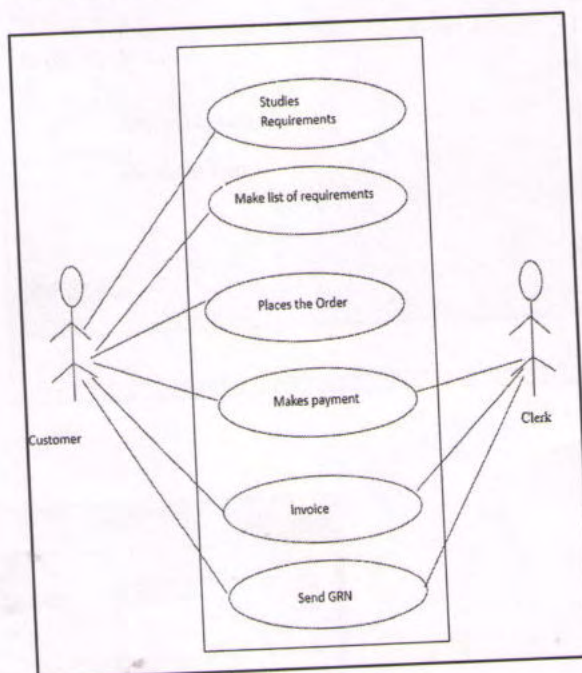 Studies
Requirements
Make list of requirements
Places the Order
Makes payment
Customer
Clerk
Invoice
Send GRN